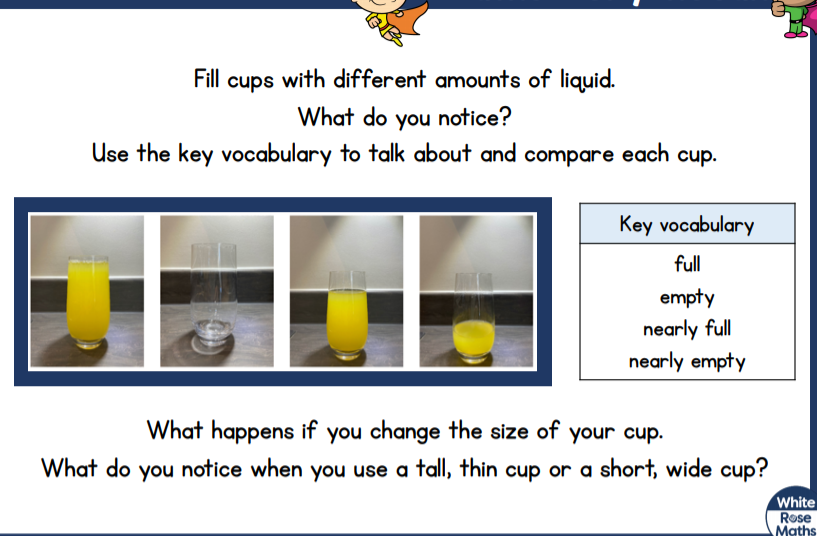 Fill cups with different amounts of liquid.
What do you notice?
Use the key vocabulary to talk about and compare each cup.
Key vocabulary
full
empty
nearly full
nearly empty
What happens if you change the size of your cup.
What do you notice when you use a tall, thin cup or a short, wide cup?
White
Rose
Maths